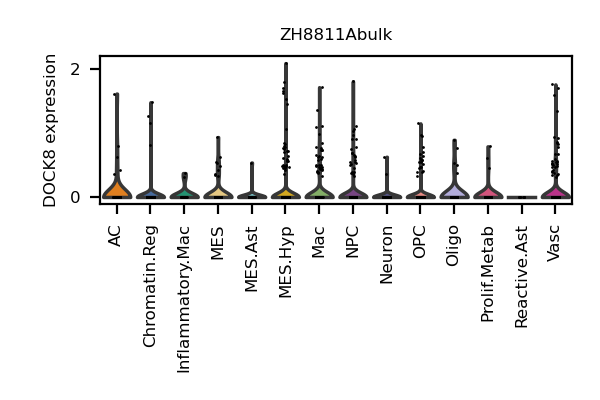 ZH8811Abulk
DOCK8 expression
2
0
AC
Chromatin.Reg
Inflammatory.Mac
MES
MES.Ast
MES.Hyp
Mac
NPC
Neuron
OPC
Oligo
Prolif.Metab
Reactive.Ast
Vasc